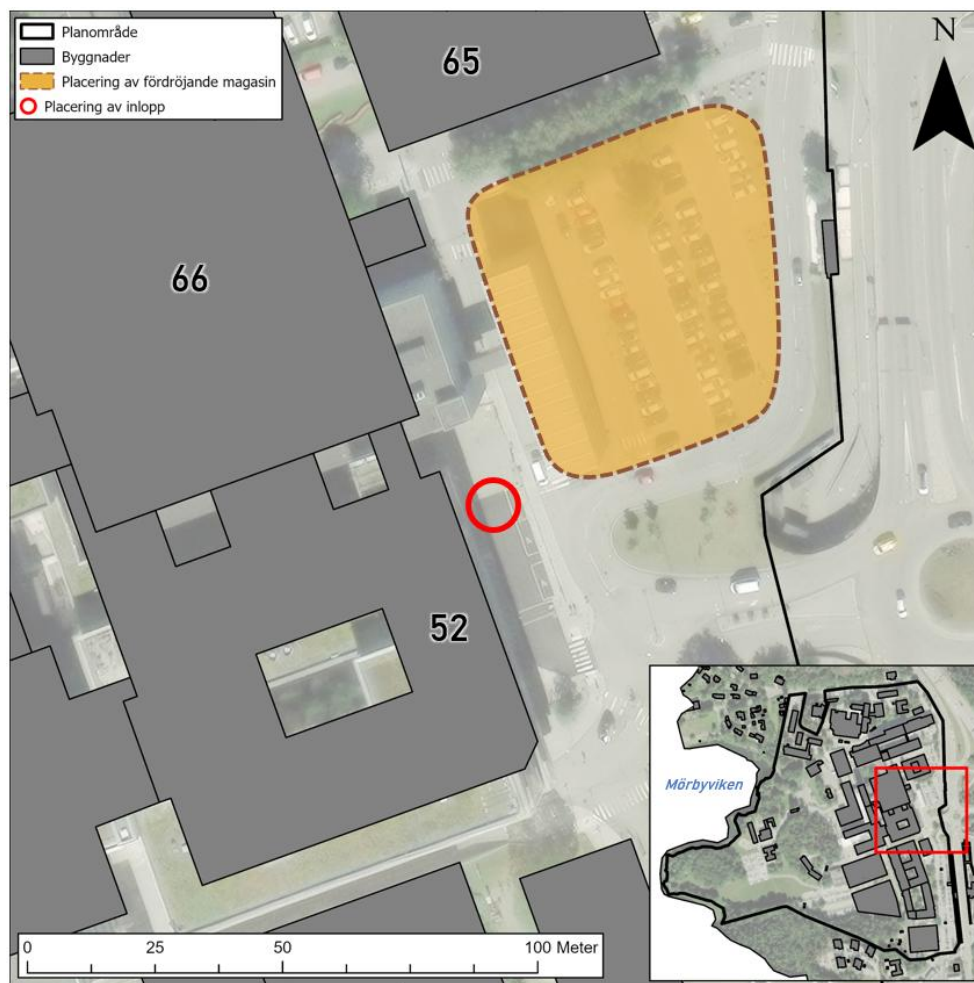 Planområde
Byggnader
Placering av fördröjande magasin
Placering av inlopp
65
N
66
52
Mörbyviken
0 25 50 100 Meter